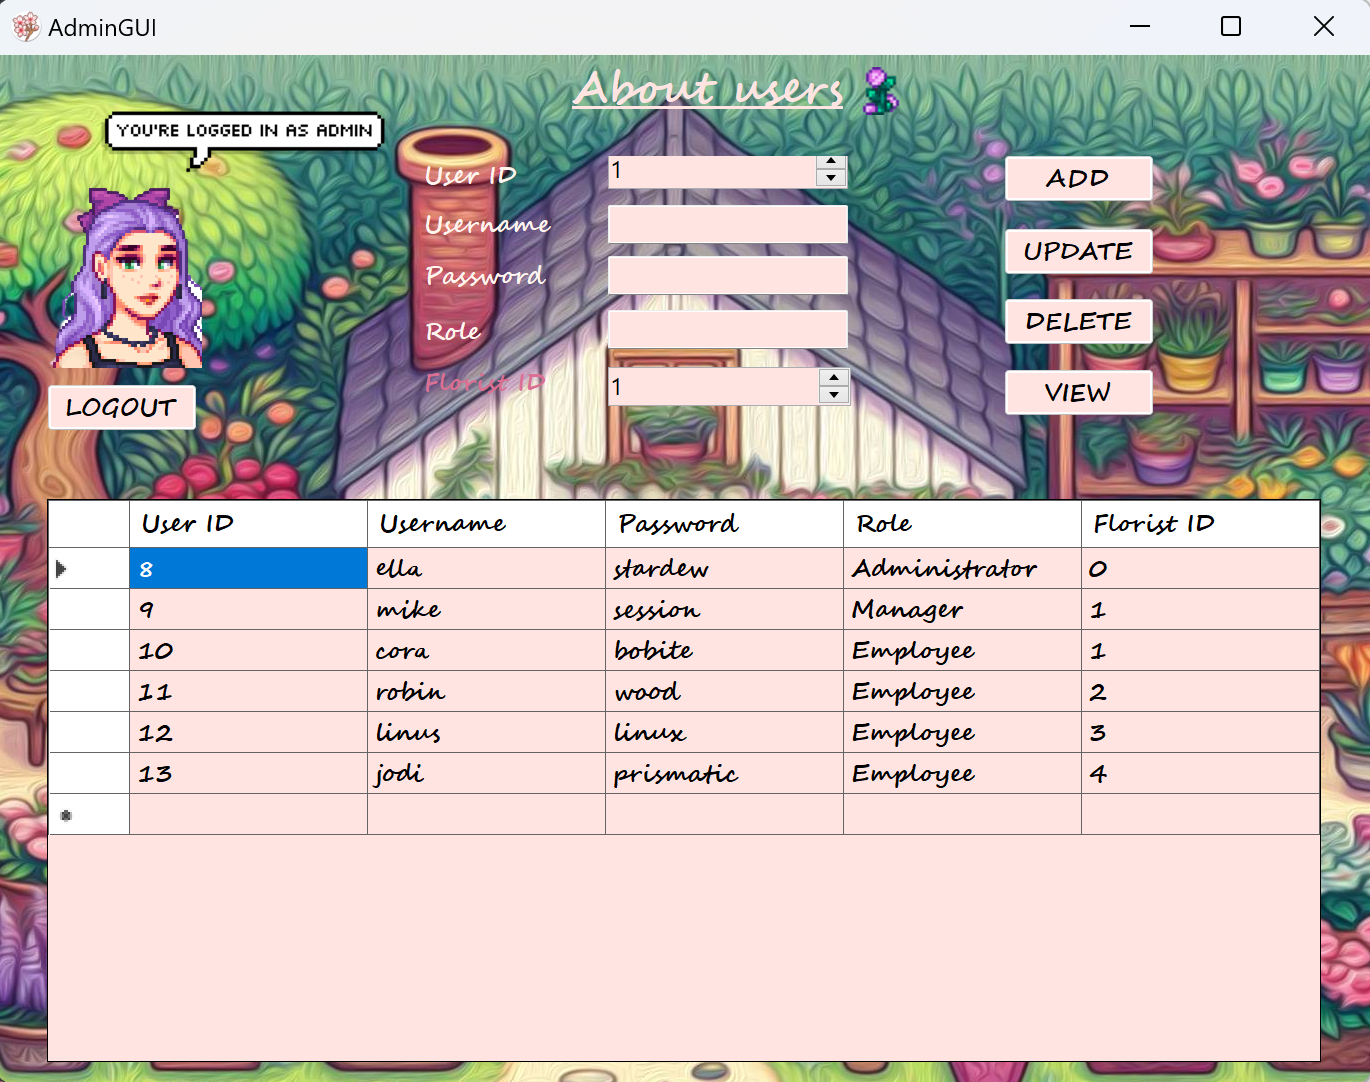 AdminGUI
About users
YOU'RE LOGGED IN AS ADMIN
User ID 1 ADD
Username UPDATE
Password
Role DELETE
Florist ID 1 VIEW
LOGOUT
User ID Username Password Role Florist ID
8 ella stardew Administrator 0
9 mike session Manager 1
10 cora bobite Employee 1
11 robin wood Employee 2
12 linus linux Employee 3
13 jodi prismatic Employee 4